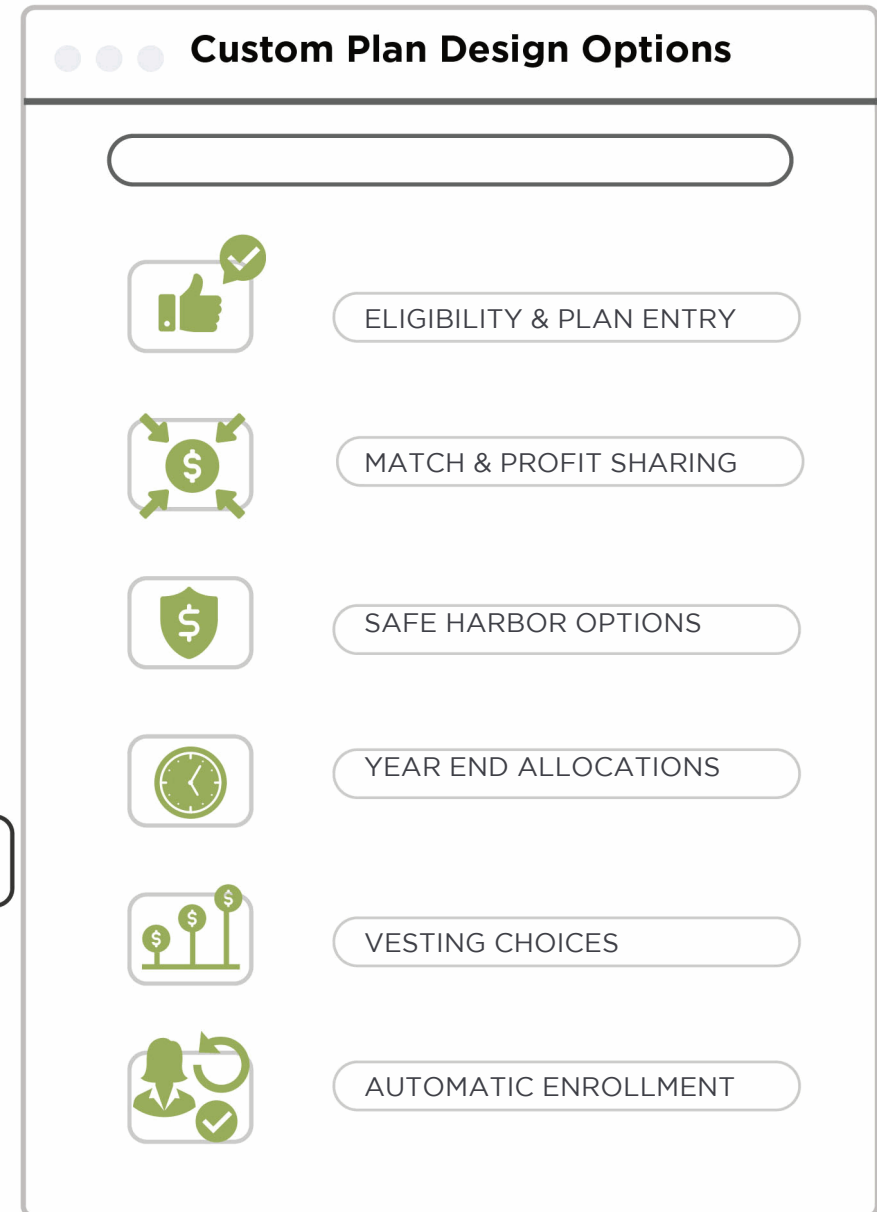 Custom Plan Design Options
ELIGIBILITY & PLAN ENTRY
$
MATCH & PROFIT SHARING
$
SAFE HARBOR OPTIONS
YEAR END ALLOCATIONS
$ $ $
VESTING CHOICES
AUTOMATIC ENROLLMENT